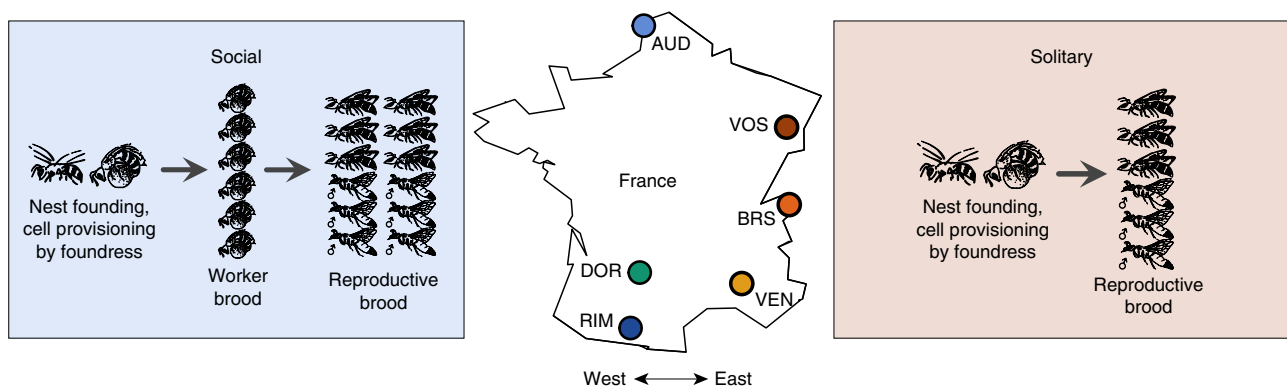 Social
Nest founding,
cell provisioning
by foundress
Worker
brood
♂ ♂
♂ ♂
♂ ♂
Reproductive
brood
AUD
VOS
France
BRS
DOR
VEN
RIM
West East
Solitary
Nest founding,
cell provisioning
by foundress
♂
♂
♂
Reproductive
brood